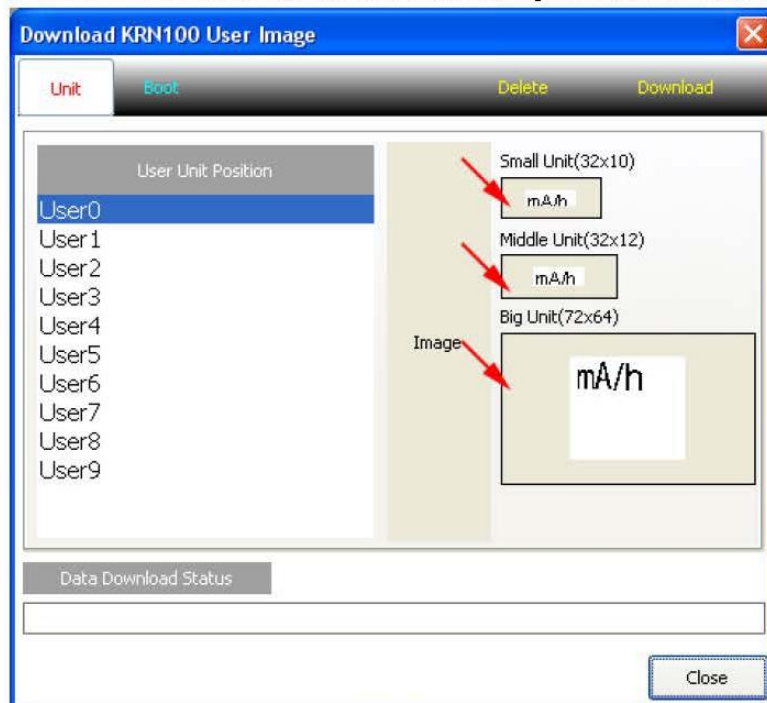 Download KRN100 User Image
Unit Boot Delete Download
User Unit Position
User0
User1
User2
User3
User4
User5
User6
User7
User8
User9
Image
Small Unit(32x10)
mA/h
Middle Unit(32x12)
mA/h
Big Unit(72x64)
mA/h
Data Download Status
Close